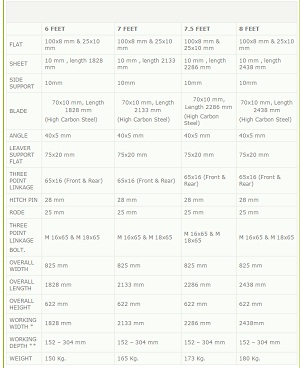 6 FEET 7 FEET 7.5 FEET 8 FEET
FLAT 100x8 mm & 25x10 mm 100x8 mm & 25x10 mm 100x8 mm & 25x10 mm 100x8 mm & 25x10 mm
SHEET 10 mm , length 1828 mm 10 mm , length 2133 mm 10 mm , length 2286 mm 10 mm , length 2438 mm
SIDE SUPPORT 10mm 10mm 10mm 10mm
BLADE 70x10 mm, Length 1828 mm (High Carbon Steel) 70x10 mm, Length 2133 mm (High Carbon Steel) 70x10 mm, Length 2286 mm (High Carbon Steel) 70x10 mm, Length 2438 mm (High Carbon Steel)
ANGLE 40x5 mm 40x5 mm 40x5 mm 40x5 mm
LEAVER SUPPORT FLAT 75x20 mm 75x20 mm 75x20 mm 75x20 mm
THREE POINT LINKAGE 65x16 (Front & Rear) 65x16 (Front & Rear) 65x16 (Front & Rear) 65x16 (Front & Rear)
HITCH PIN 28 mm 28 mm 28 mm 28 mm
RODE 25 mm 25 mm 25 mm 25 mm
THREE POINT LINKAGE BOLT. M 16x65 & M 18x65 M 16x65 & M 18x65 M 16x65 & M 18x65 M 16x65 & M 18x65
OVERALL WIDTH 825 mm 825 mm 825 mm 825 mm
OVERALL LENGTH 1828 mm 2133 mm 2286 mm 2438 mm
OVERALL HEIGHT 622 mm 622 mm 622 mm 622 mm
WORKING WIDTH * 1828 mm 2133 mm 2286 mm 2438mm
WORKING DEPTH ** 152 – 304 mm 152 – 304 mm 152 – 304 mm 152 – 304 mm
WEIGHT 150 Kg. 165 Kg. 173 Kg. 180 Kg.